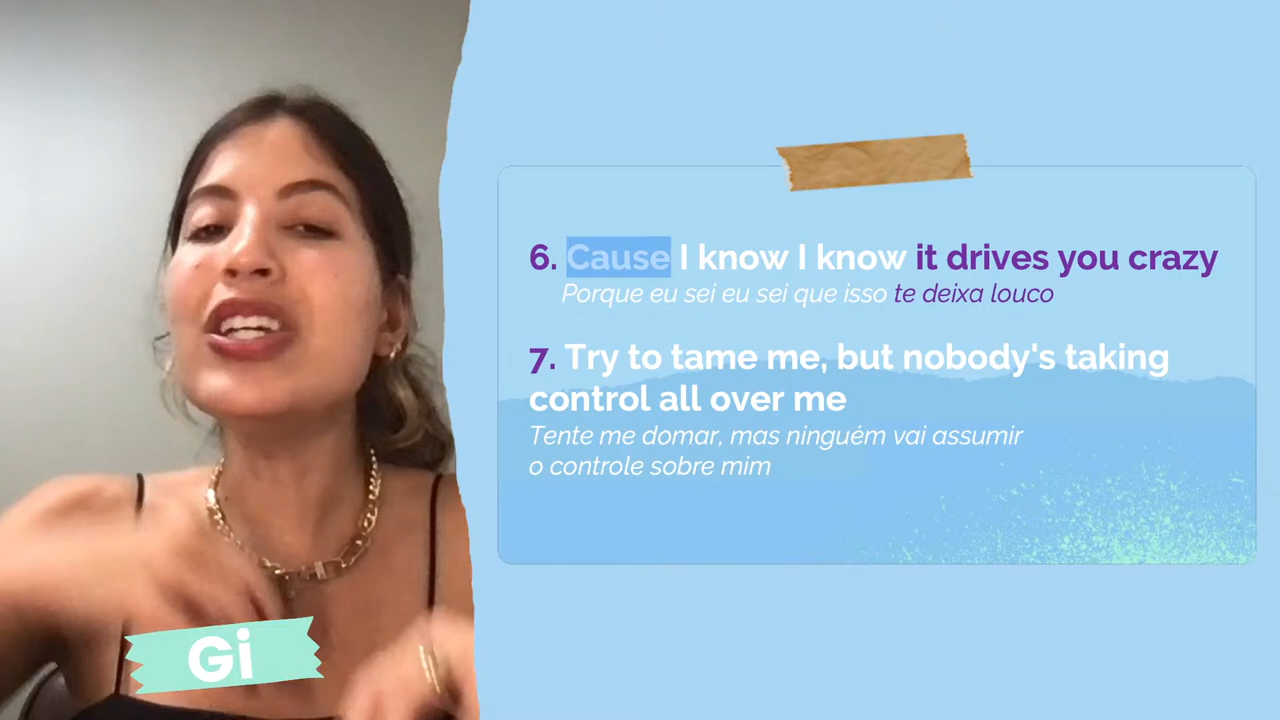 6. Cause I know I know it drives you crazy
Porque eu sei eu sei que isso te deixa louco
7. Try to tame me, but nobody's taking
control all over me
Tente me domar, mas ninguém vai assumir
o controle sobre mim
Gi